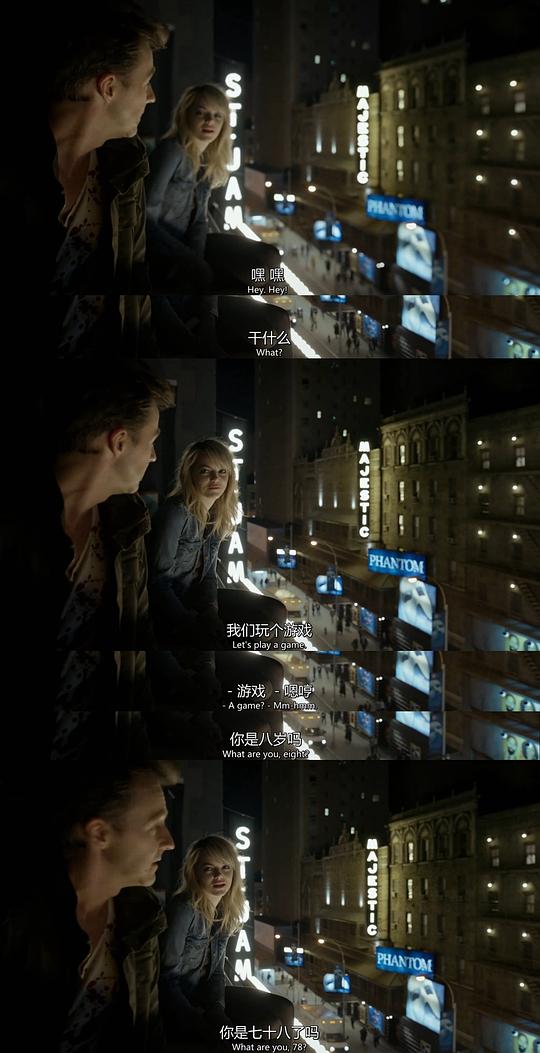 ST. JAM
MAJESTIC
PHANTOM
嘿 嘿
Hey. Hey!
干什么
What?
ST JAM
MAJESTIC
PHANTOM
我们玩个游戏
Let's play a game.
- 游戏 - 嗯哼
- A game? - Mm-hmm.
你是八岁吗
What are you, eight?
ST JAM
MAJESTIC
PHANTOM
你是七十八了吗
What are you, 78?